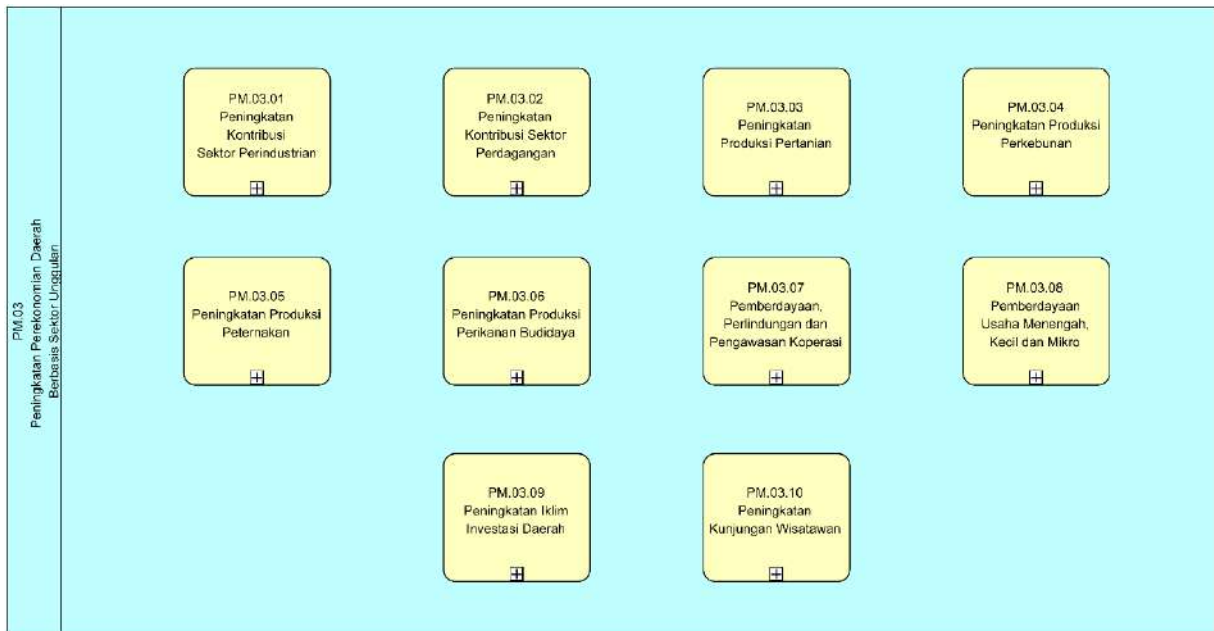 PM.03
Peningkatan Perekonomian Daerah
Berbasis Sektor Unggulan
PM.03.01
Peningkatan
Kontribusi
Sektor Perindustrian
PM.03.02
Peningkatan
Kontribusi Sektor
Perdagangan
PM.03.03
Peningkatan
Produksi Pertanian
PM.03.04
Peningkatan Produksi
Perkebunan
PM.03.05
Peningkatan Produksi
Peternakan
PM.03.06
Peningkatan Produksi
Perikanan Budidaya
PM.03.07
Pemberdayaan,
Perlindungan dan
Pengawasan Koperasi
PM.03.08
Pemberdayaan
Usaha Menengah,
Kecil dan Mikro
PM.03.09
Peningkatan Iklim
Investasi Daerah
PM.03.10
Peningkatan
Kunjungan Wisatawan